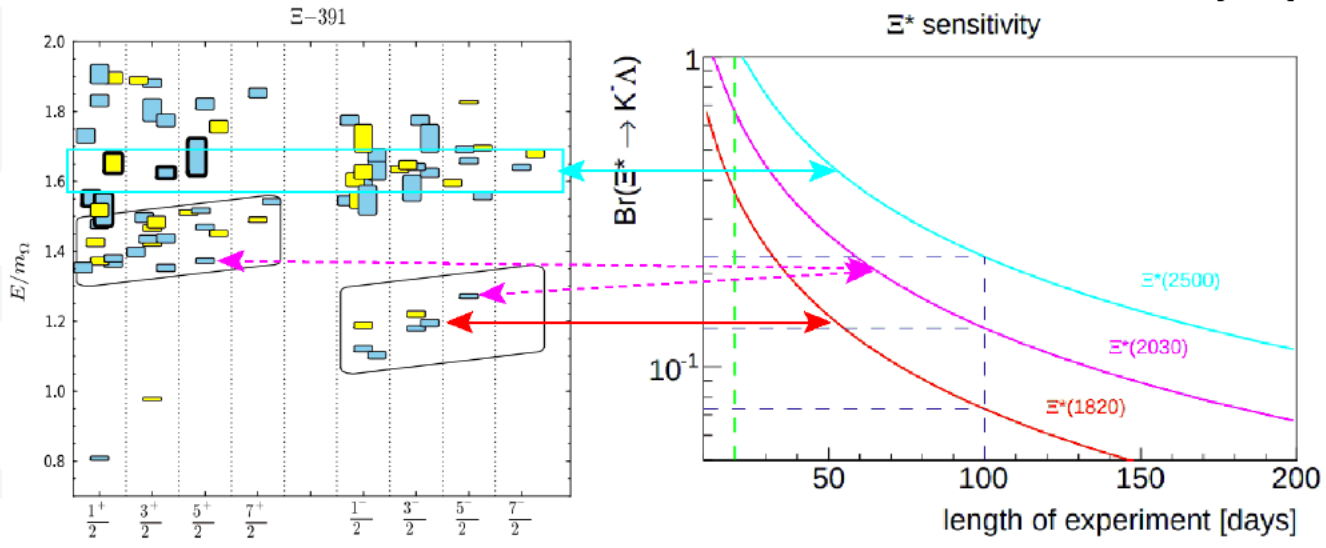 Ξ−391
E/m_Ω
2.0
1.8
1.6
1.4
1.2
1.0
0.8
1/2⁺ 3/2⁺ 5/2⁺ 7/2⁺ 1/2⁻ 3/2⁻ 5/2⁻ 7/2⁻
Ξ* sensitivity
Br(Ξ* → K⁻Λ)
1
10⁻¹
Ξ*(2500)
Ξ*(2030)
Ξ*(1820)
50 100 150 200
length of experiment [days]